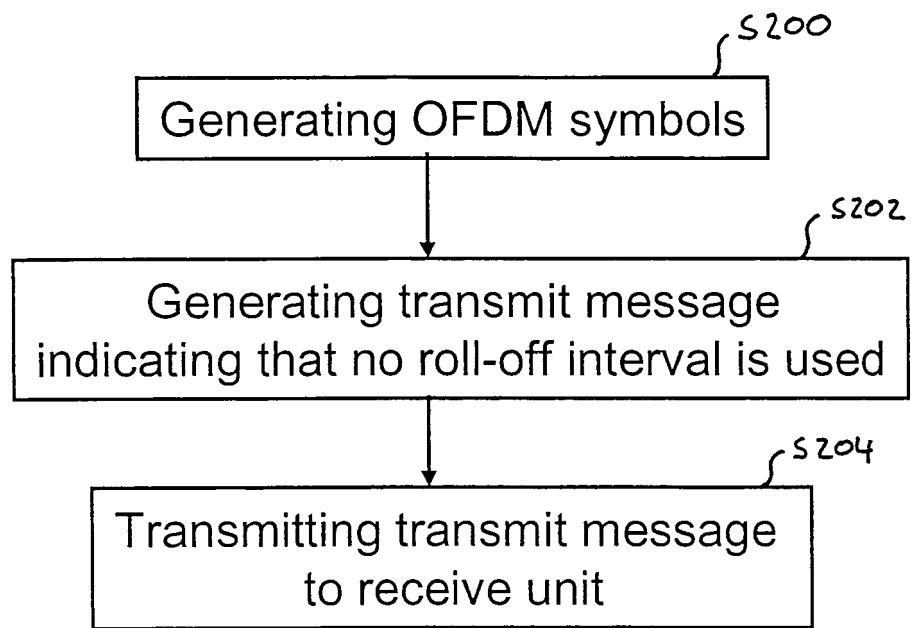 S200
Generating OFDM symbols
S202
Generating transmit message
indicating that no roll-off interval is used
S204
Transmitting transmit message
to receive unit